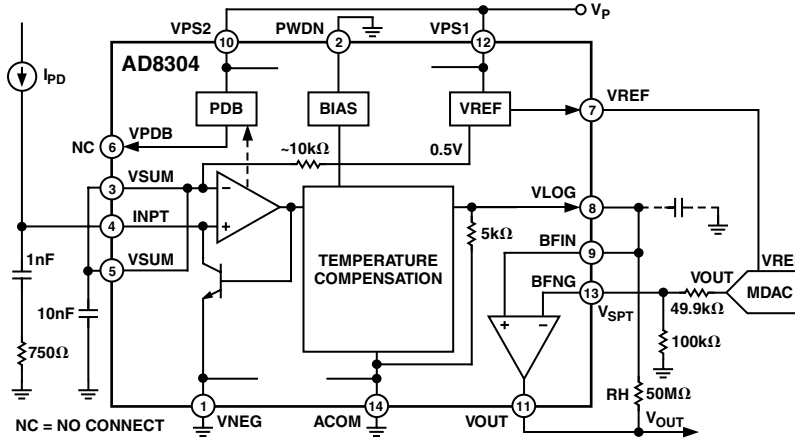 VPS2
PWDN
VPS1
VP
10
2
12
AD8304
IPD
PDB
BIAS
VREF
7
VREF
VPDB
NC
6
~10kΩ
0.5V
VSUM
3
−
VLOG
8
INPT
4
+
5kΩ
TEMPERATURE
COMPENSATION
BFIN
9
1nF
5
VSUM
BFNG
13
VOUT
VRE
MDAC
VSPT
49.9kΩ
10nF
+
−
100kΩ
750Ω
RH
50MΩ
1
VNEG
ACOM
14
VOUT
11
VOUT
NC = NO CONNECT